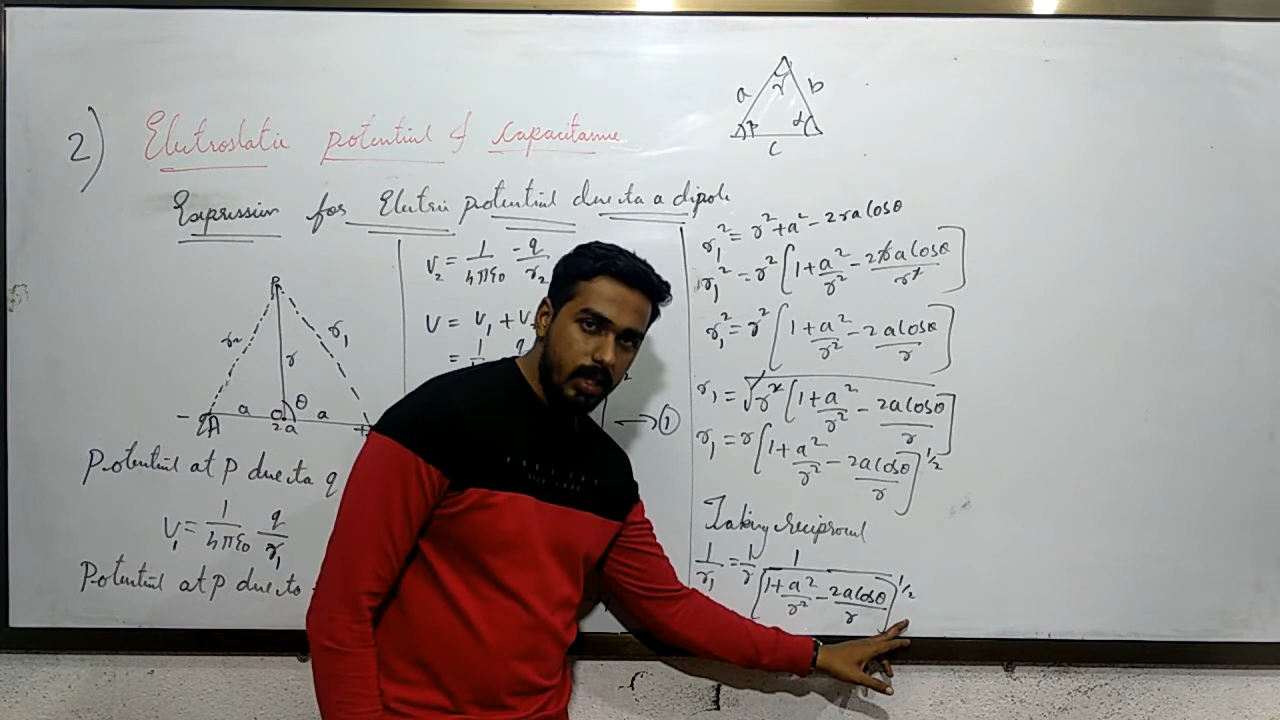 2) Electrostatic potential & Capacitance
Expression for Electric potential due to a dipole
P
r₂ r r₁
- a O θ a +
A 2a
Potential at P due to q
V₁ = 1/4πε₀ q/r₁
Potential at P due to
V₂ = 1/4πε₀ -q/r₂
V = V₁ + V
= 1 q
→ ①
a γ b
β α
c
r₁² = r² + a² - 2ra cosθ
r₁² = r² [1 + a²/r² - 2ra cosθ/r²]
r₁² = r² [1 + a²/r² - 2a cosθ/r]
r₁ = √r² [1 + a²/r² - 2a cosθ/r]
r₁ = r [1 + a²/r² - 2a cosθ/r]^1/2
Taking reciprocal
1/r₁ = 1/r 1/[1 + a²/r² - 2a cosθ/r]^1/2